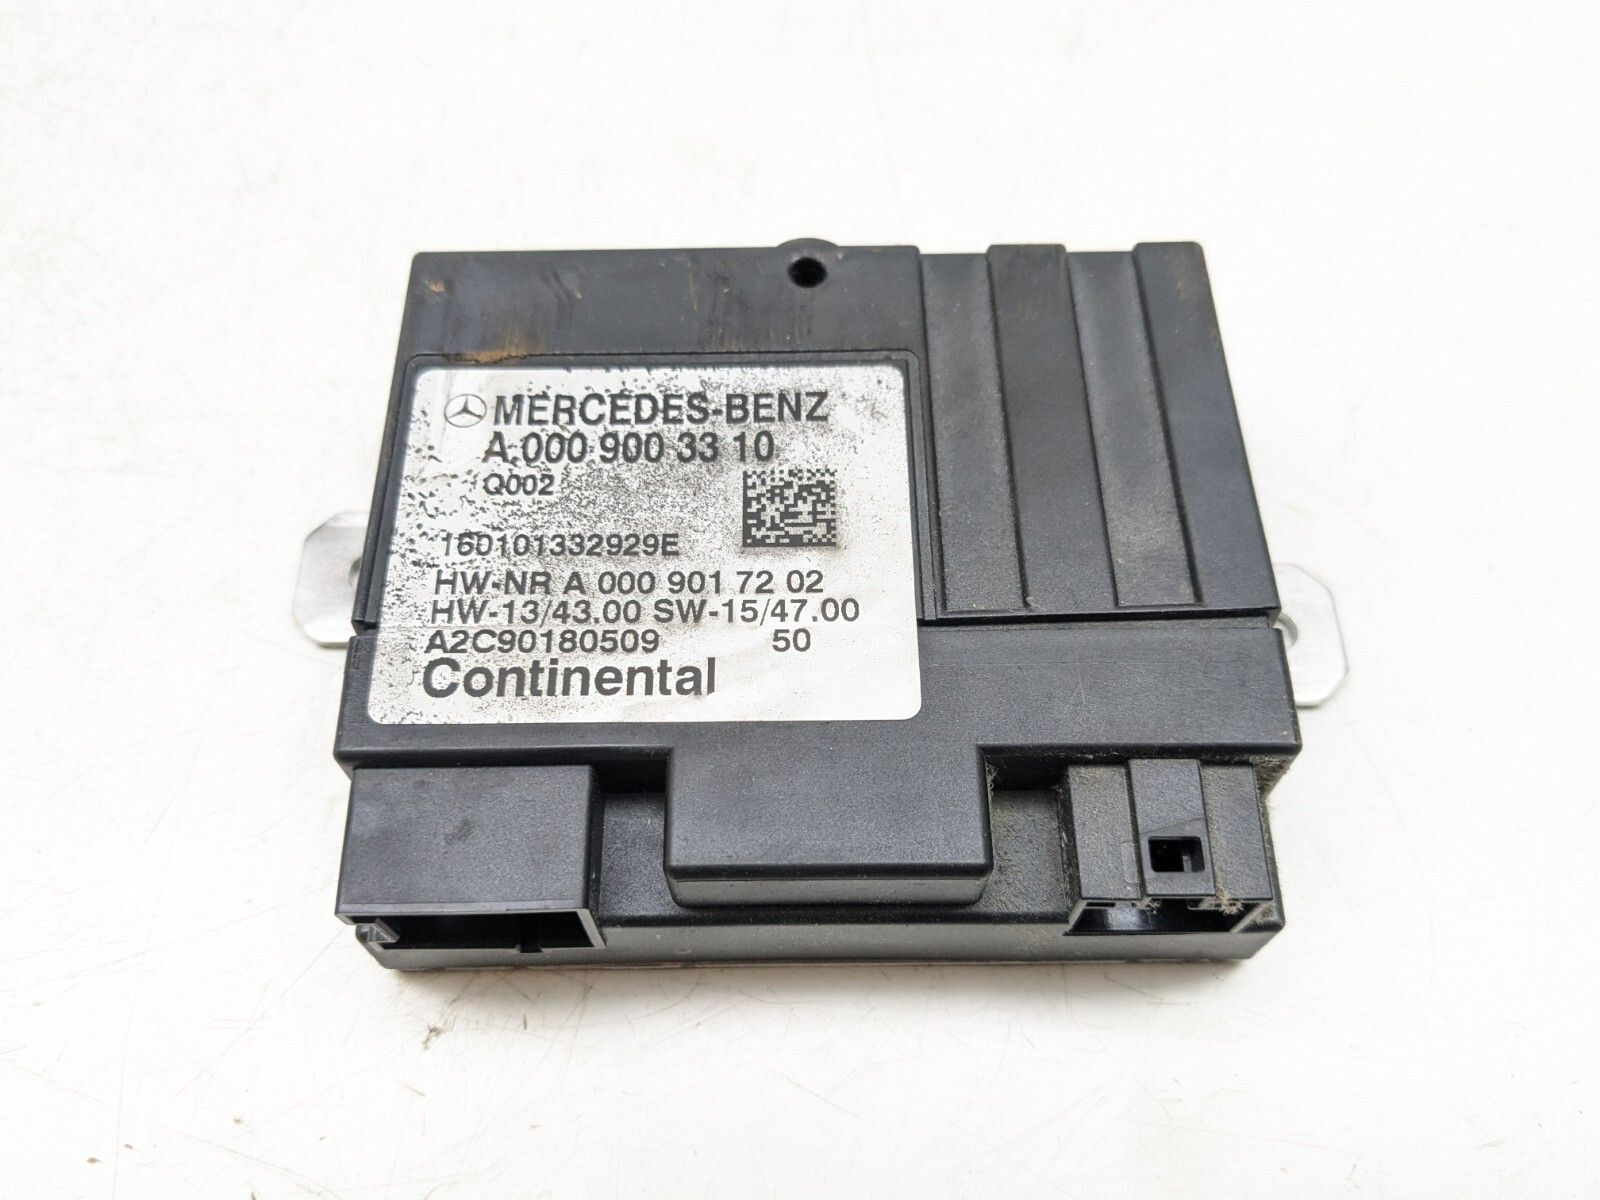 MERCEDES-BENZ
A 000 900 33 10
Q002
160101332929E
HW-NR A 000 901 72 02
HW-13/43.00 SW-15/47.00
A2C90180509 50
Continental